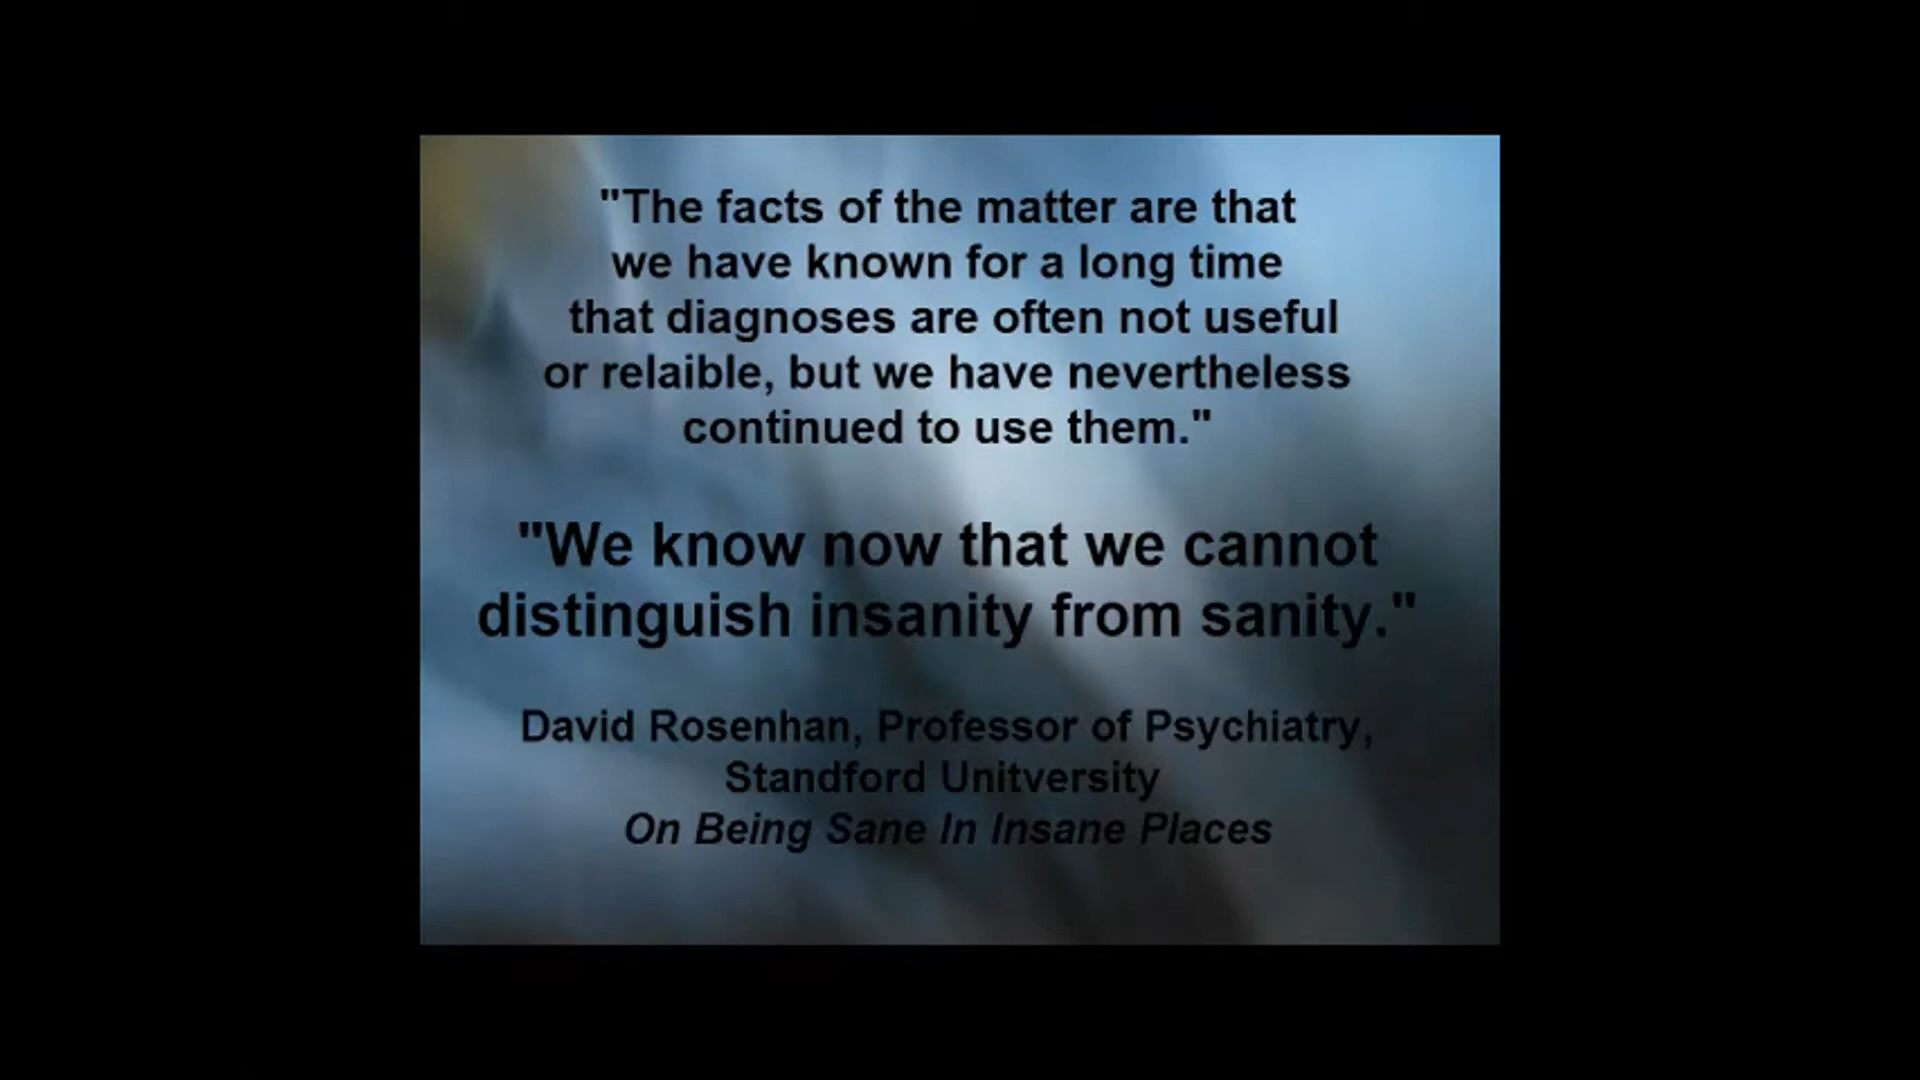 "The facts of the matter are that
we have known for a long time
that diagnoses are often not useful
or relaible, but we have nevertheless
continued to use them."
"We know now that we cannot
distinguish insanity from sanity."
David Rosenhan, Professor of Psychiatry,
Standford Unitversity
On Being Sane In Insane Places